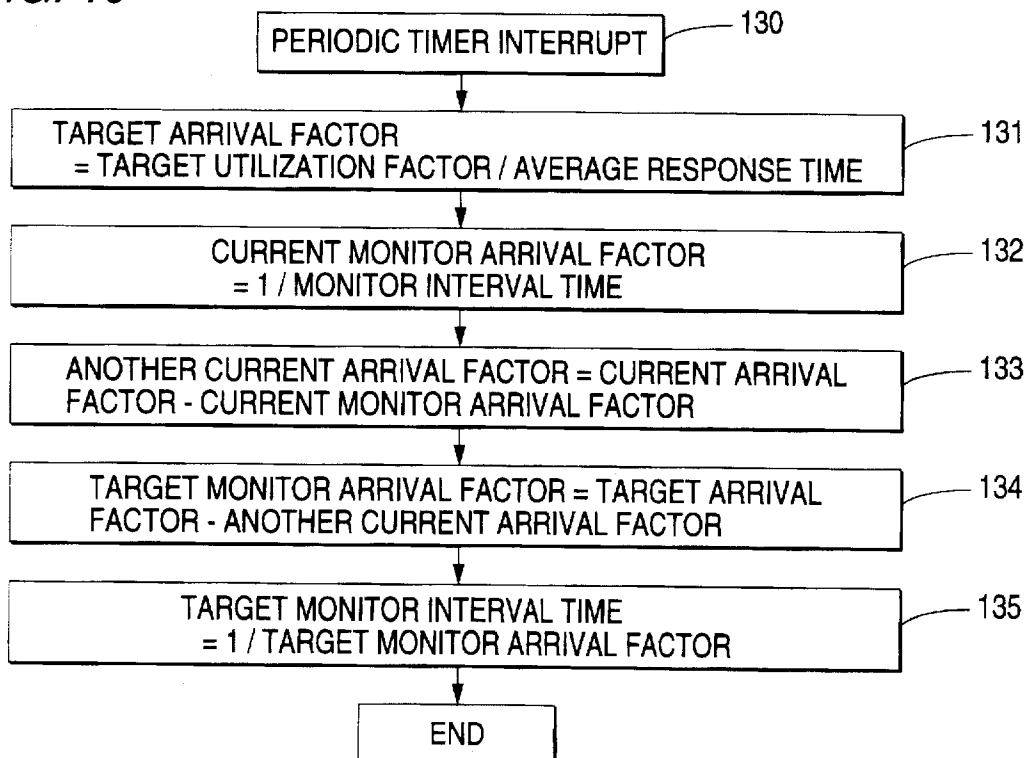 PERIODIC TIMER INTERRUPT
130
TARGET ARRIVAL FACTOR
= TARGET UTILIZATION FACTOR / AVERAGE RESPONSE TIME
131
CURRENT MONITOR ARRIVAL FACTOR
= 1 / MONITOR INTERVAL TIME
132
ANOTHER CURRENT ARRIVAL FACTOR = CURRENT ARRIVAL
FACTOR - CURRENT MONITOR ARRIVAL FACTOR
133
TARGET MONITOR ARRIVAL FACTOR = TARGET ARRIVAL
FACTOR - ANOTHER CURRENT ARRIVAL FACTOR
134
TARGET MONITOR INTERVAL TIME
= 1 / TARGET MONITOR ARRIVAL FACTOR
135
END